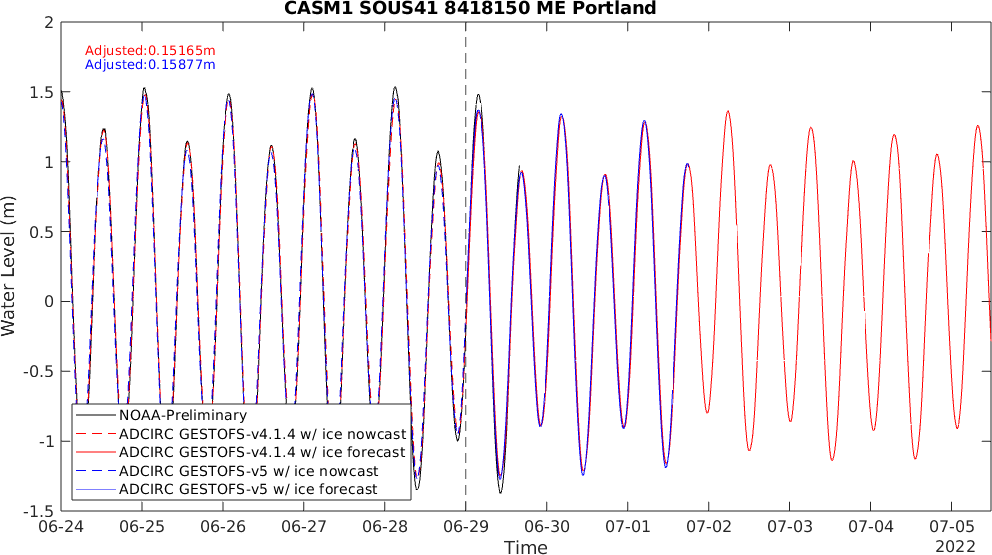 CASM1 SOUS41 8418150 ME Portland
Adjusted:0.15165m
Adjusted:0.15877m
2
1.5
1
0.5
0
-0.5
-1
-1.5
Water Level (m)
NOAA-Preliminary
ADCIRC GESTOFS-v4.1.4 w/ ice nowcast
ADCIRC GESTOFS-v4.1.4 w/ ice forecast
ADCIRC GESTOFS-v5 w/ ice nowcast
ADCIRC GESTOFS-v5 w/ ice forecast
06-24 06-25 06-26 06-27 06-28 06-29 06-30 07-01 07-02 07-03 07-04 07-05
Time
2022